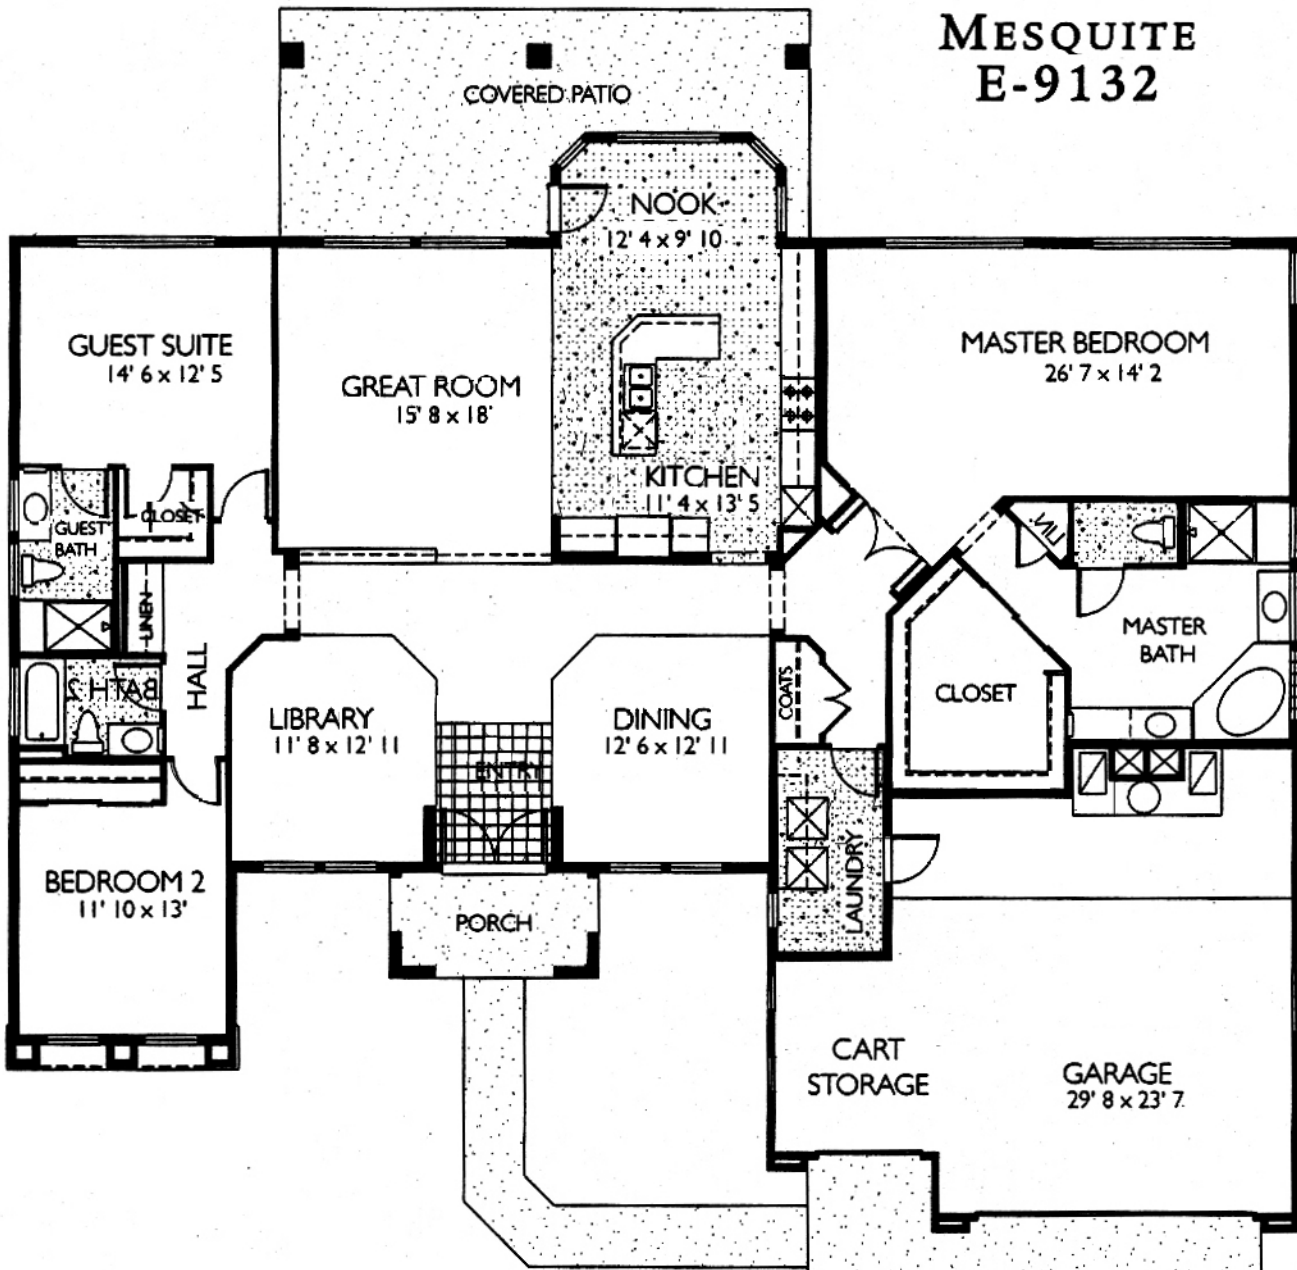 MESQUITE
E-9132
COVERED PATIO
NOOK
12' 4 x 9' 10
GUEST SUITE
14' 6 x 12' 5
GREAT ROOM
15' 8 x 18'
MASTER BEDROOM
26' 7 x 14' 2
KITCHEN
11' 4 x 13' 5
CLOSET
GUEST
BATH
LIN.
LINEN
HALL
BATH 2
MASTER
BATH
COATS
CLOSET
LIBRARY
11' 8 x 12' 11
DINING
12' 6 x 12' 11
ENTRY
LAUNDRY
BEDROOM 2
11' 10 x 13'
PORCH
CART
STORAGE
GARAGE
29' 8 x 23' 7